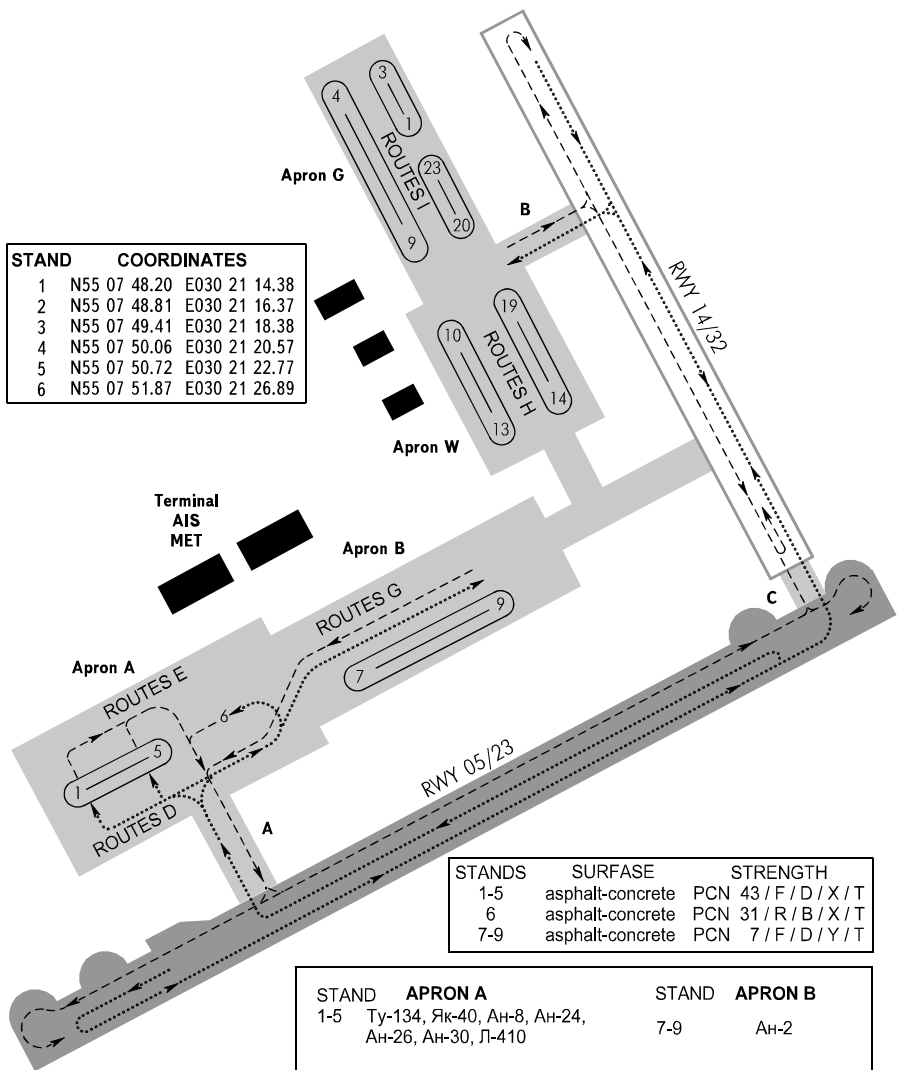 3
4
1
ROUTES I
23
20
9
Apron G
B
STAND COORDINATES
1 N55 07 48.20 E030 21 14.38
2 N55 07 48.81 E030 21 16.37
3 N55 07 49.41 E030 21 18.38
4 N55 07 50.06 E030 21 20.57
5 N55 07 50.72 E030 21 22.77
6 N55 07 51.87 E030 21 26.89
RWY 14/32
19
10
ROUTES H
14
13
Apron W
Terminal
AIS
MET
Apron B
ROUTES G
9
7
C
Apron A
ROUTES E
6
5
1
ROUTES D
A
RWY 05/23
STANDS SURFASE STRENGTH
1-5 asphalt-concrete PCN 43 / F / D / X / T
6 asphalt-concrete PCN 31 / R / B / X / T
7-9 asphalt-concrete PCN 7 / F / D / Y / T
STAND APRON A STAND APRON B
1-5 Ту-134, Як-40, Ан-8, Ан-24, 7-9 Ан-2
Ан-26, Ан-30, Л-410